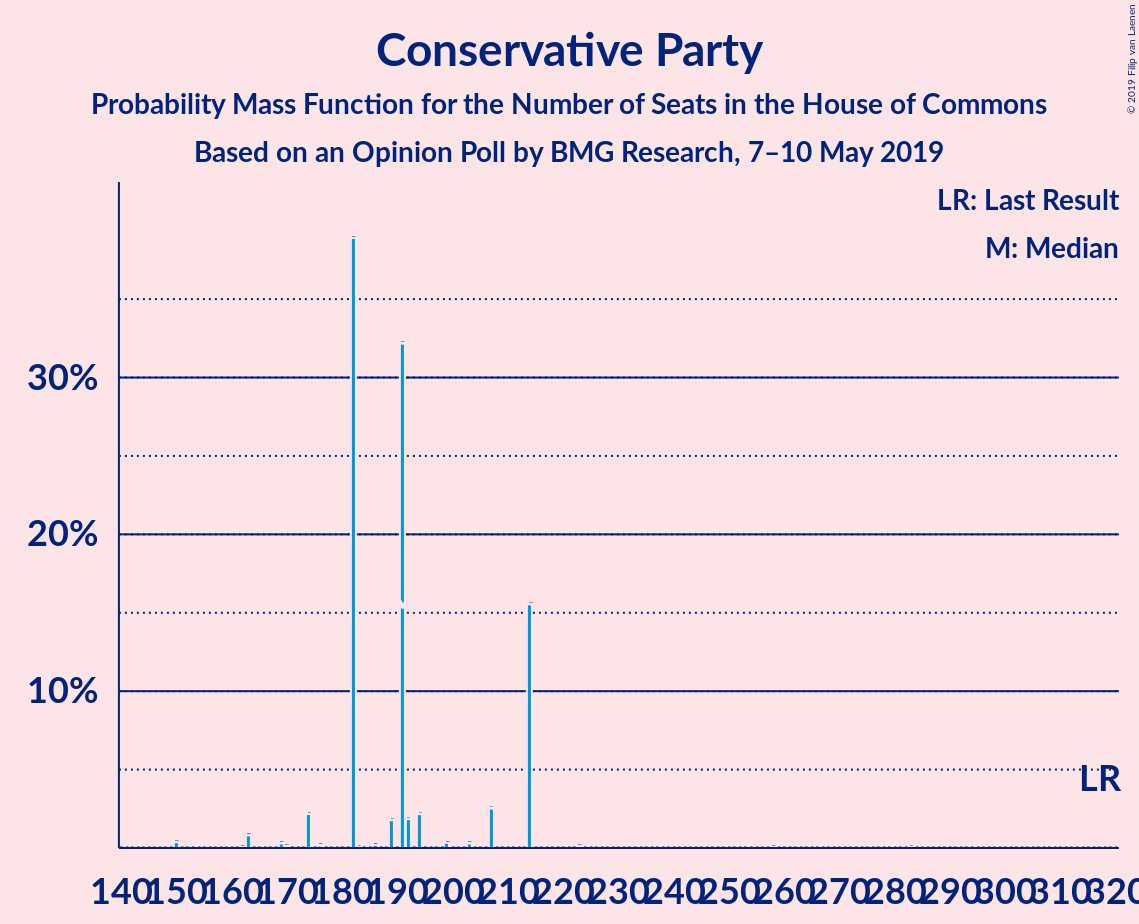 Conservative Party
Probability Mass Function for the Number of Seats in the House of Commons
Based on an Opinion Poll by BMG Research, 7–10 May 2019
© 2019 Filip van Laenen
LR: Last Result
M: Median
30%
20%
10%
LR
140 150 160 170 180 190 200 210 220 230 240 250 260 270 280 290 300 310 320